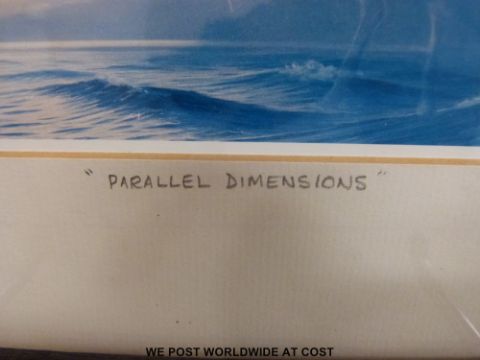 "PARALLEL DIMENSIONS"
WE POST WORLDWIDE AT COST